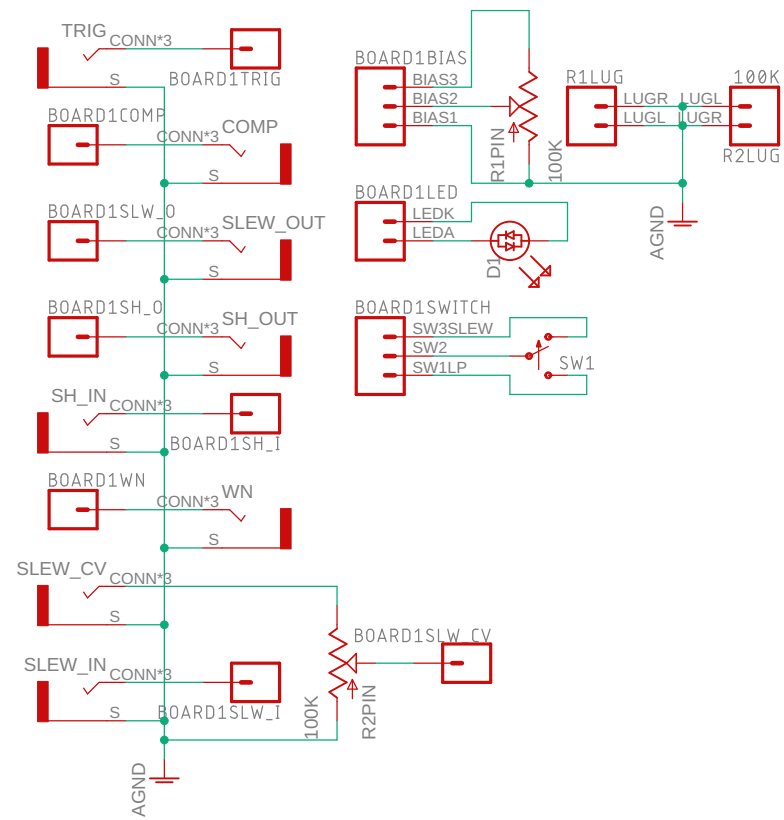 TRIG
CONN*3
S
BOARD1TRIG
BOARD1COMP
CONN*3
COMP
S
BOARD1SLW_O
CONN*3
SLEW_OUT
S
BOARD1SH_O
CONN*3
SH_OUT
S
SH_IN
CONN*3
S
BOARD1SH_I
BOARD1WN
CONN*3
WN
S
SLEW_CV
CONN*3
S
SLEW_IN
CONN*3
S
BOARD1SLW_I
AGND
100K
R2PIN
BOARD1SLW_CV
BOARD1BIAS
BIAS3
BIAS2
BIAS1
R1PIN
100K
R1LUG
LUGR
LUGL
LUGL
LUGR
100K
R2LUG
AGND
BOARD1LED
LEDK
LEDA
D1
BOARD1SWITCH
SW3SLEW
SW2
SW1LP
SW1